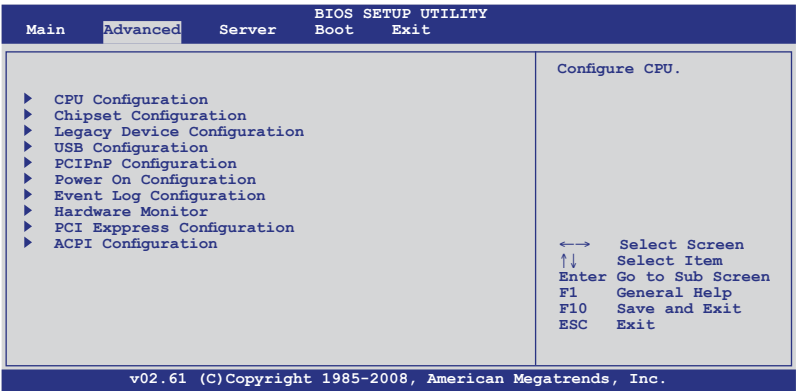 BIOS SETUP UTILITY
Main Advanced Server Boot Exit
CPU Configuration
Chipset Configuration
Legacy Device Configuration
USB Configuration
PCIPnP Configuration
Power On Configuration
Event Log Configuration
Hardware Monitor
PCI Exppress Configuration
ACPI Configuration
Configure CPU.
←→ Select Screen
↑↓ Select Item
Enter Go to Sub Screen
F1 General Help
F10 Save and Exit
ESC Exit
v02.61 (C)Copyright 1985-2008, American Megatrends, Inc.